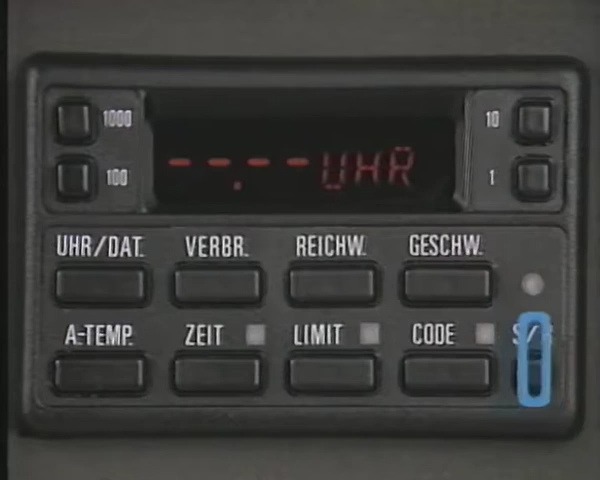 1000
--.--UHR
10
100
1
UHR/DAT. VERBR. REICHW. GESCHW.
A-TEMP. ZEIT LIMIT CODE